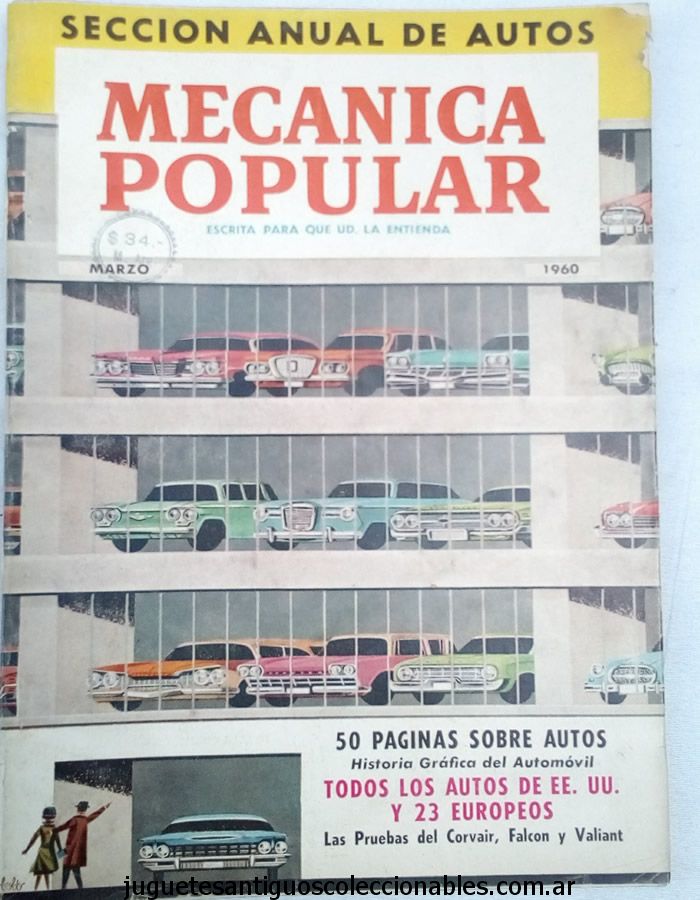 SECCION ANUAL DE AUTOS
MECANICA
POPULAR
ESCRITA PARA QUE UD. LA ENTIENDA
$ 34.-
MARZO 1960
50 PAGINAS SOBRE AUTOS
Historia Gráfica del Automóvil
TODOS LOS AUTOS DE EE. UU.
Y 23 EUROPEOS
Las Pruebas del Corvair, Falcon y Valiant
juguetesantiguoscoleccionables.com.ar